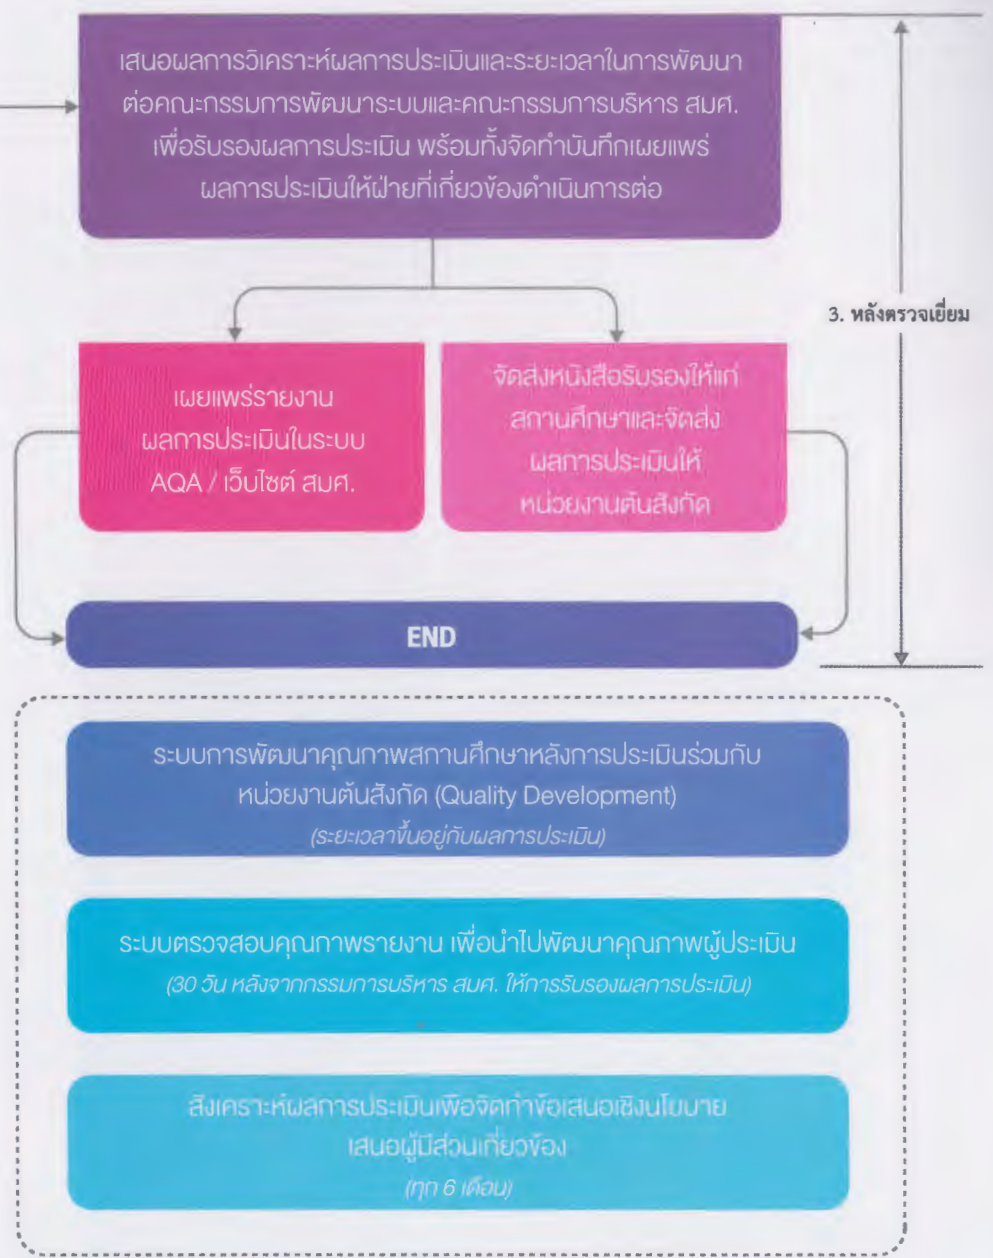 เสนอผลการวิเคราะห์ผลการประเมินและระยะเวลาในการพัฒนา
ต่อคณะกรรมการพัฒนาระบบและคณะกรรมการบริหาร สมศ.
เพื่อรับรองผลการประเมิน พร้อมทั้งจัดทำบันทึกเผยแพร่
ผลการประเมินให้ฝ่ายที่เกี่ยวข้องดำเนินการต่อ
3. หลังตรวจเยี่ยม
เผยแพร่รายงาน
ผลการประเมินในระบบ
AQA / เว็บไซต์ สมศ.
จัดส่งหนังสือรับรองให้แก่
สถานศึกษาและจัดส่ง
ผลการประเมินให้
หน่วยงานต้นสังกัด
END
ระบบการพัฒนาคุณภาพสถานศึกษาหลังการประเมินร่วมกับ
หน่วยงานต้นสังกัด (Quality Development)
(ระยะเวลาขึ้นอยู่กับผลการประเมิน)
ระบบตรวจสอบคุณภาพรายงาน เพื่อนำไปพัฒนาคุณภาพผู้ประเมิน
(30 วัน หลังจากกรรมการบริหาร สมศ. ให้การรับรองผลการประเมิน)
สังเคราะห์ผลการประเมินเพื่อจัดทำข้อเสนอเชิงนโยบาย
เสนอผู้มีส่วนเกี่ยวข้อง
(ทุก 6 เดือน)